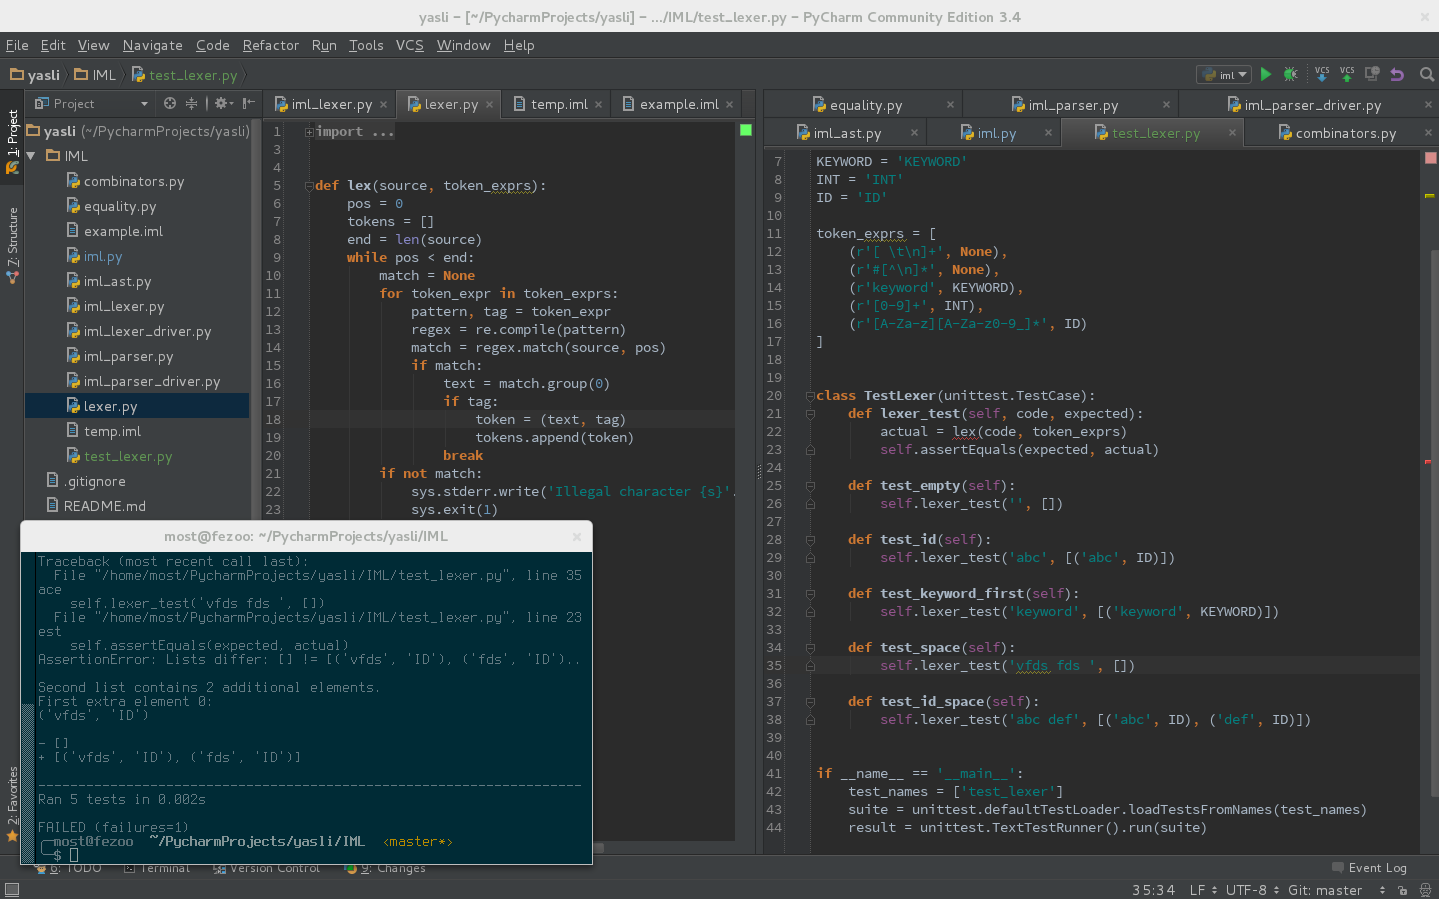 yasli – [~/PycharmProjects/yasli] – .../IML/test_lexer.py – PyCharm Community Edition 3.4
File Edit View Navigate Code Refactor Run Tools VCS Window Help
yasli IML test_lexer.py
iml
VCS VCS
1: Project
7: Structure
2: Favorites
Project
yasli (~/PycharmProjects/yasli)
IML
combinators.py
equality.py
example.iml
iml.py
iml_ast.py
iml_lexer.py
iml_lexer_driver.py
iml_parser.py
iml_parser_driver.py
lexer.py
temp.iml
test_lexer.py
.gitignore
README.md
iml_lexer.py lexer.py temp.iml example.iml
1 import ...
3
4
5 def lex(source, token_exprs):
6 pos = 0
7 tokens = []
8 end = len(source)
9 while pos < end:
10 match = None
11 for token_expr in token_exprs:
12 pattern, tag = token_expr
13 regex = re.compile(pattern)
14 match = regex.match(source, pos)
15 if match:
16 text = match.group(0)
17 if tag:
18 token = (text, tag)
19 tokens.append(token)
20 break
21 if not match:
22 sys.stderr.write('Illegal character {s}'.
23 sys.exit(1)
equality.py iml_parser.py iml_parser_driver.py
iml_ast.py iml.py test_lexer.py combinators.py
7 KEYWORD = 'KEYWORD'
8 INT = 'INT'
9 ID = 'ID'
10
11 token_exprs = [
12 (r'[ \t\n]+', None),
13 (r'#[^\n]*', None),
14 (r'keyword', KEYWORD),
15 (r'[0-9]+', INT),
16 (r'[A-Za-z][A-Za-z0-9_]*', ID)
17 ]
18
19
20 class TestLexer(unittest.TestCase):
21 def lexer_test(self, code, expected):
22 actual = lex(code, token_exprs)
23 self.assertEquals(expected, actual)
24
25 def test_empty(self):
26 self.lexer_test('', [])
27
28 def test_id(self):
29 self.lexer_test('abc', [('abc', ID)])
30
31 def test_keyword_first(self):
32 self.lexer_test('keyword', [('keyword', KEYWORD)])
33
34 def test_space(self):
35 self.lexer_test('vfds fds ', [])
36
37 def test_id_space(self):
38 self.lexer_test('abc def', [('abc', ID), ('def', ID)])
39
40
41 if __name__ == '__main__':
42 test_names = ['test_lexer']
43 suite = unittest.defaultTestLoader.loadTestsFromNames(test_names)
44 result = unittest.TextTestRunner().run(suite)
most@fezoo: ~/PycharmProjects/yasli/IML
Traceback (most recent call last):
File "/home/most/PycharmProjects/yasli/IML/test_lexer.py", line 35
ace
self.lexer_test('vfds fds ', [])
File "/home/most/PycharmProjects/yasli/IML/test_lexer.py", line 23
est
self.assertEquals(expected, actual)
AssertionError: Lists differ: [] != [('vfds', 'ID'), ('fds', 'ID')..
Second list contains 2 additional elements.
First extra element 0:
('vfds', 'ID')
- []
+ [('vfds', 'ID'), ('fds', 'ID')]
----------------------------------------------------------------------
Ran 5 tests in 0.002s
FAILED (failures=1)
most@fezoo ~/PycharmProjects/yasli/IML <master*>
$
6: TODO Terminal Version Control 9: Changes Event Log
35:34 LF UTF-8 Git: master